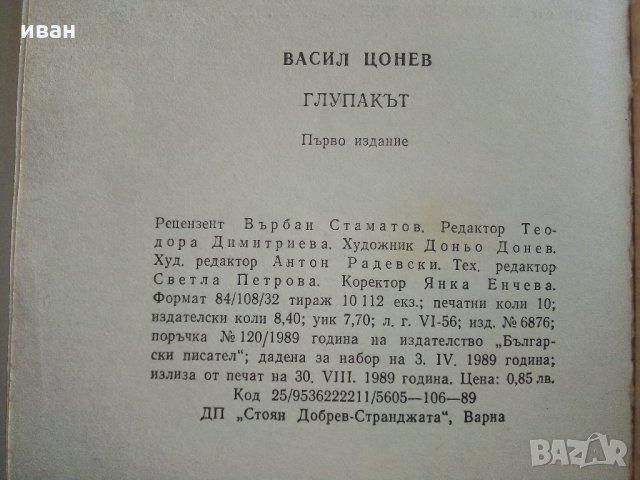 иван
ВАСИЛ ЦОНЕВ
ГЛУПАКЪТ
Първо издание
Рецензент Върбан Стаматов. Редактор Тео-
дора Димитриева. Художник Доньо Донев.
Худ. редактор Антон Радевски. Тех. редактор
Светла Петрова. Коректор Янка Енчева.
Формат 84/108/32 тираж 10 112 екз.; печатни коли 10;
издателски коли 8,40; уик 7,70; л. г. VI-56; изд. № 6876;
поръчка № 120/1989 година на издателство „Българ-
ски писател"; дадена за набор на 3. IV. 1989 година;
излиза от печат на 30. VIII. 1989 година. Цена: 0,85 лв.
Код 25/9536222211/5605—106—89
ДП „Стоян Добрев-Странджата", Варна
BAZAR